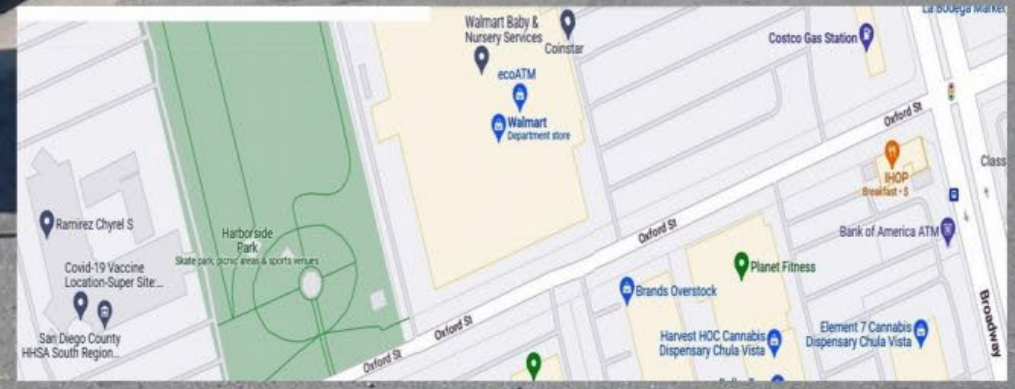 La Bodega Market
Walmart Baby &
Nursery Services
Coinstar
Costco Gas Station
ecoATM
Walmart
Department store
Oxford St
IHOP
Breakfast • $
Class
Ramirez Chyrel S
Harborside
Park
Skate park, picnic areas & sports venues
Oxford St
Bank of America ATM
Covid-19 Vaccine
Location-Super Site:...
Planet Fitness
Brands Overstock
San Diego County
HHSA South Region...
Oxford St
Oxford St
Harvest HOC Cannabis
Dispensary Chula Vista
Element 7 Cannabis
Dispensary Chula Vista
Broadway